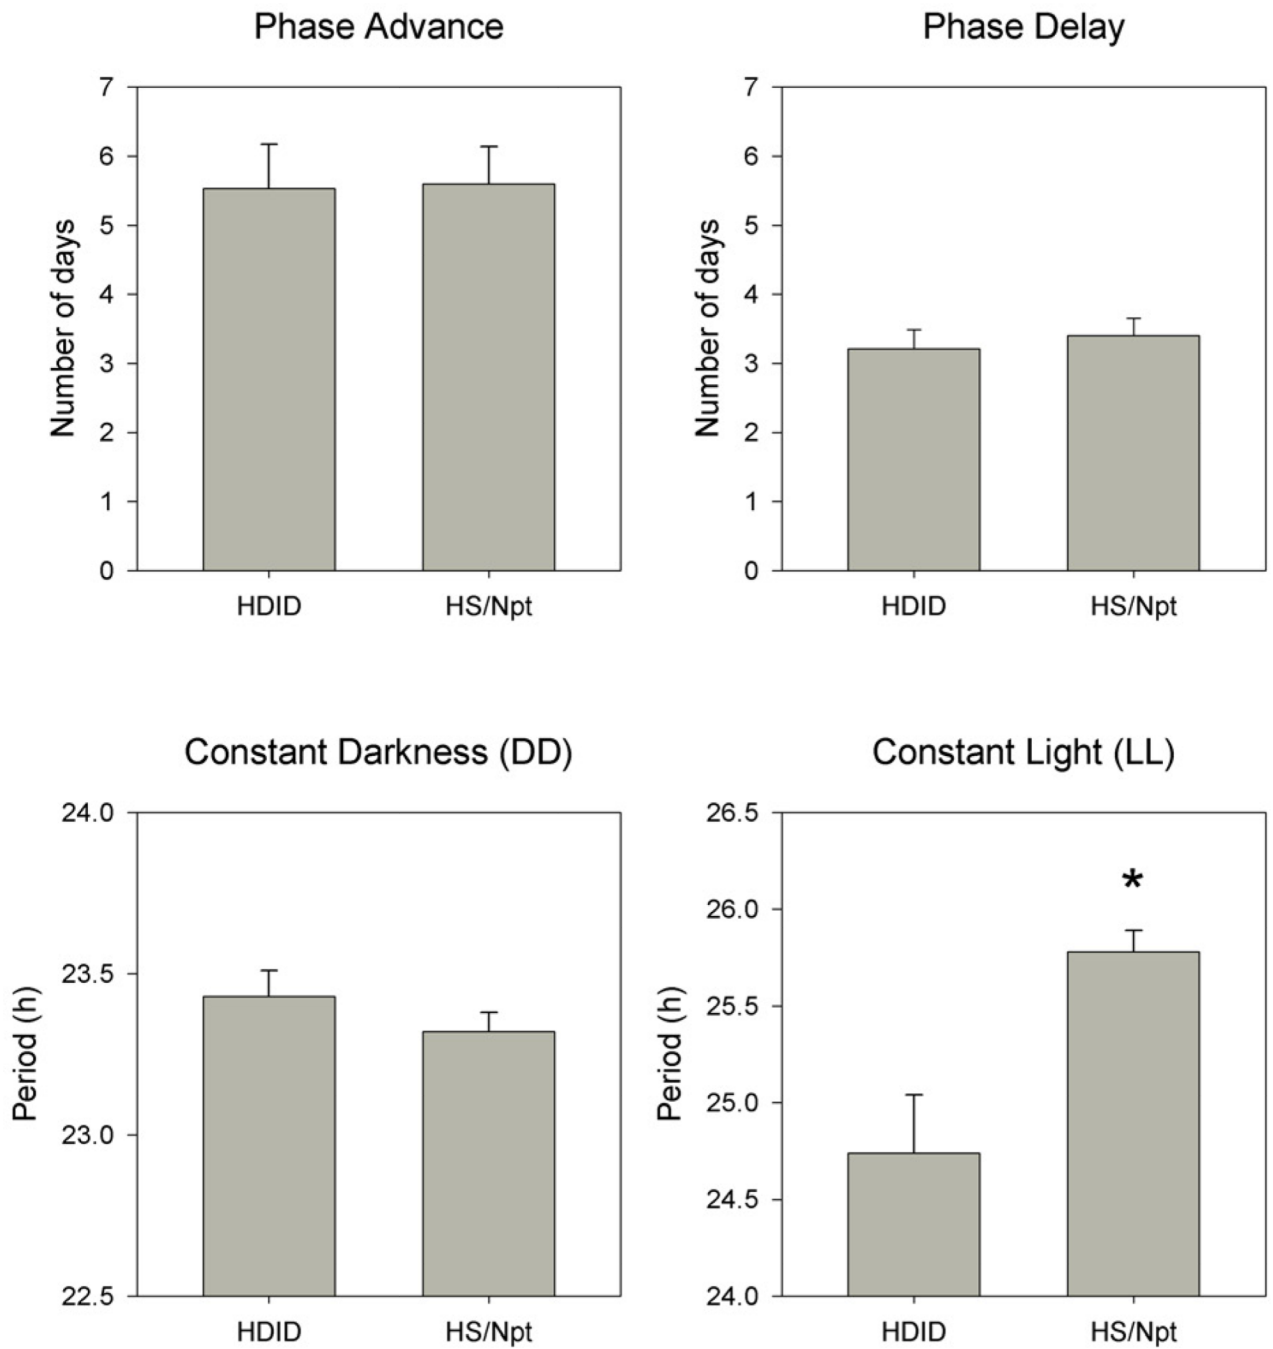 Phase Advance
Phase Delay
7
6
5
4
3
2
1
0
Number of days
HDID HS/Npt
7
6
5
4
3
2
1
0
Number of days
HDID HS/Npt
Constant Darkness (DD)
Constant Light (LL)
24.0
23.5
23.0
22.5
Period (h)
HDID HS/Npt
26.5
26.0
25.5
25.0
24.5
24.0
Period (h)
*
HDID HS/Npt